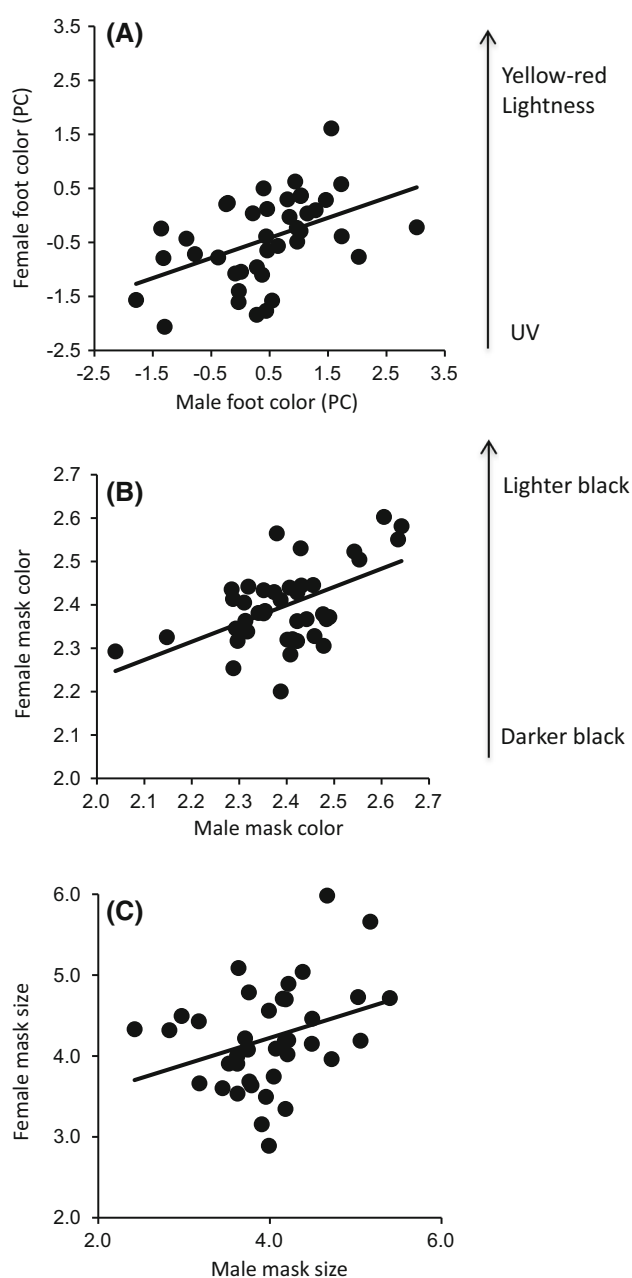 (A)
3.5
2.5
1.5
0.5
-0.5
-1.5
-2.5
Female foot color (PC)
-2.5 -1.5 -0.5 0.5 1.5 2.5 3.5
Male foot color (PC)
Yellow-red
Lightness
UV
(B)
2.7
2.6
2.5
2.4
2.3
2.2
2.1
2.0
Female mask color
2.0 2.1 2.2 2.3 2.4 2.5 2.6 2.7
Male mask color
Lighter black
Darker black
(C)
6.0
5.0
4.0
3.0
2.0
Female mask size
2.0 4.0 6.0
Male mask size